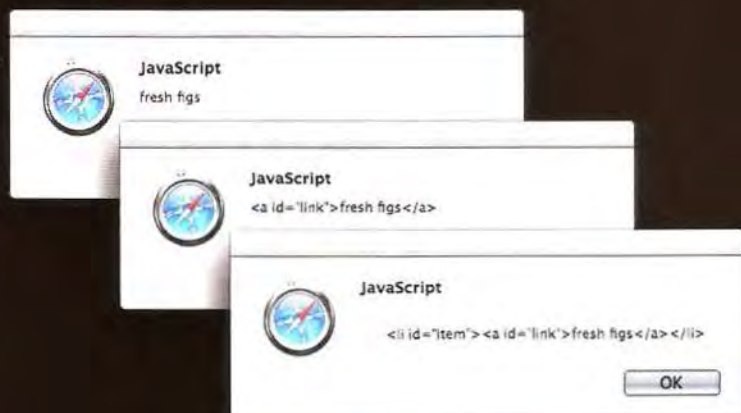 JavaScript
fresh figs
JavaScript
<a id="link">fresh figs</a>
JavaScript
<li id="item"><a id="link">fresh figs</a></li>
OK